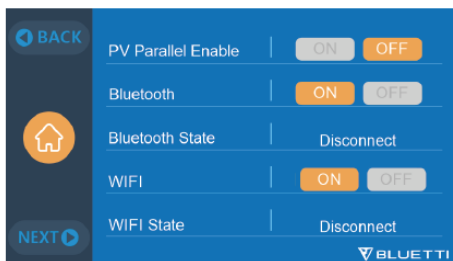 BACK
PV Parallel Enable ON OFF
Bluetooth ON OFF
Bluetooth State Disconnect
WIFI ON OFF
WIFI State Disconnect
NEXT
BLUETTI